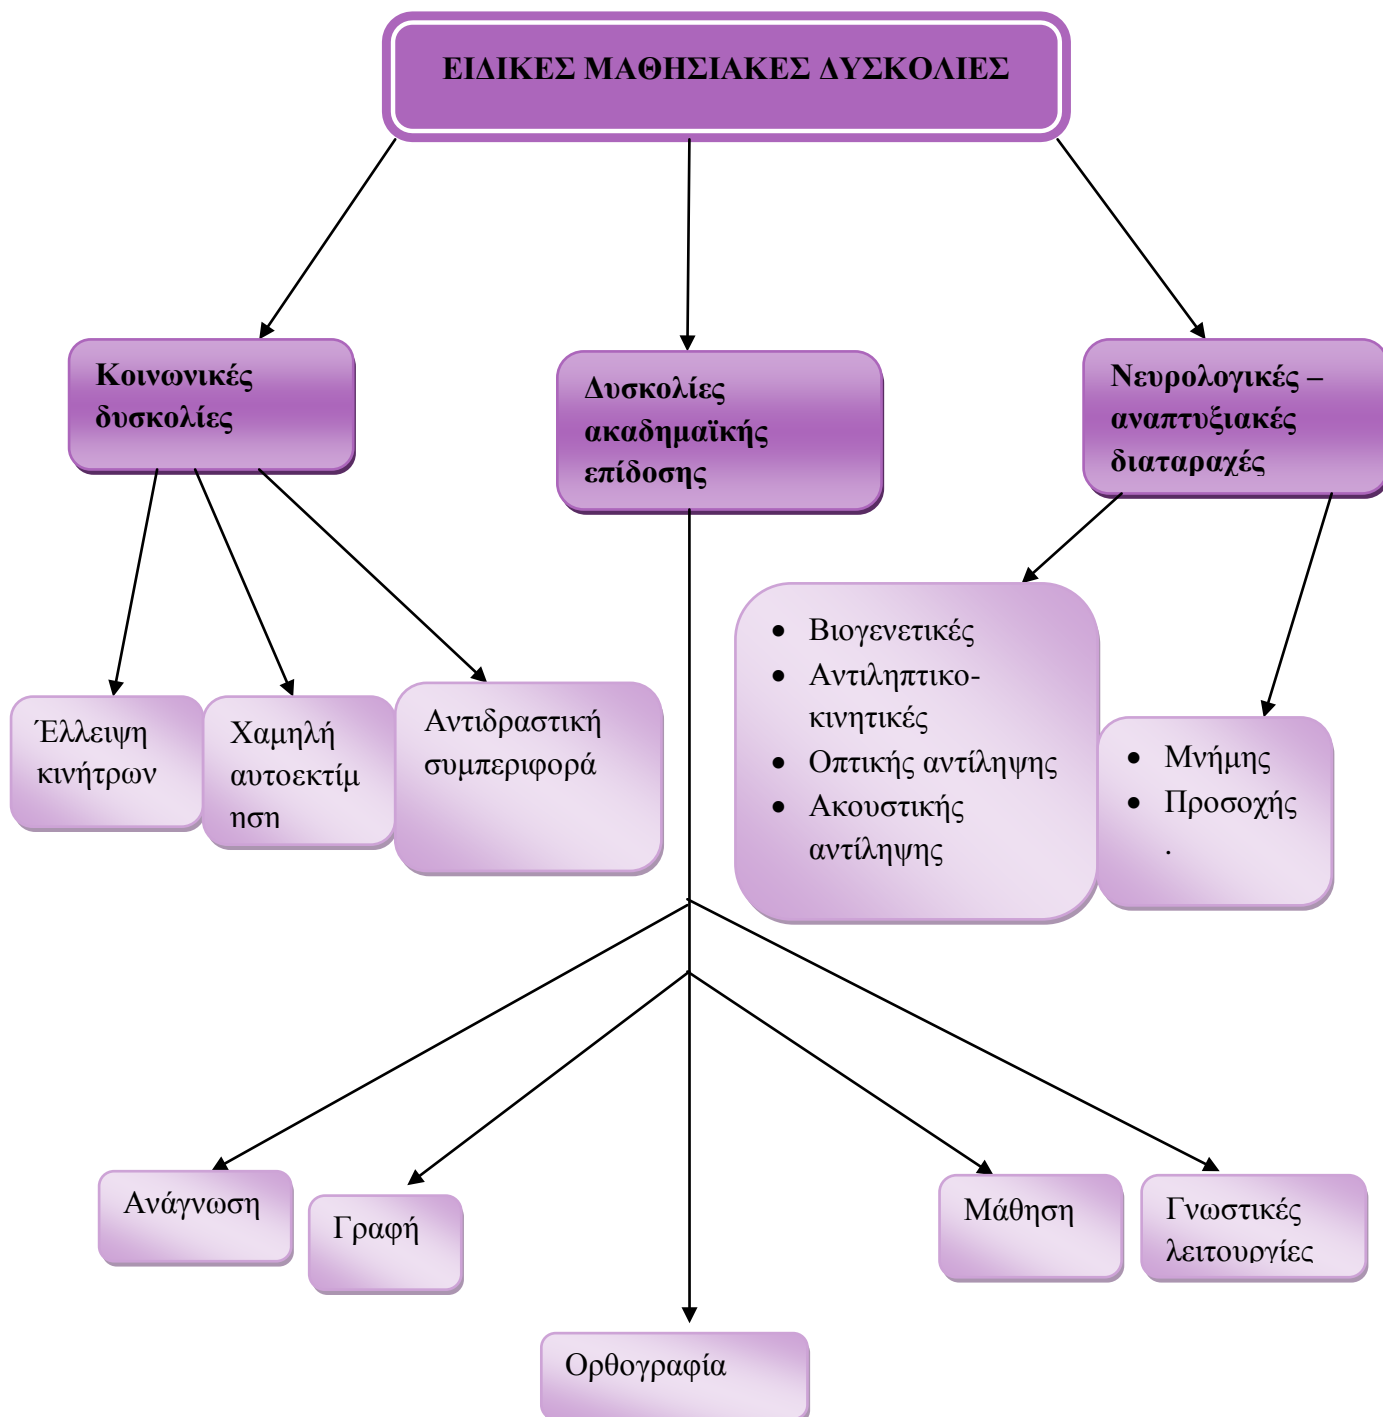 ΕΙΔΙΚΕΣ ΜΑΘΗΣΙΑΚΕΣ ΔΥΣΚΟΛΙΕΣ
Κοινωνικές
δυσκολίες
Δυσκολίες
ακαδημαϊκής
επίδοσης
Νευρολογικές –
αναπτυξιακές
διαταραχές
Έλλειψη
κινήτρων
Χαμηλή
αυτοεκτίμ
ηση
Αντιδραστική
συμπεριφορά
• Βιογενετικές
• Αντιληπτικο-
κινητικές
• Οπτικής αντίληψης
• Ακουστικής
αντίληψης
• Μνήμης
• Προσοχής
.
Ανάγνωση
Γραφή
Ορθογραφία
Μάθηση
Γνωστικές
λειτουργίες